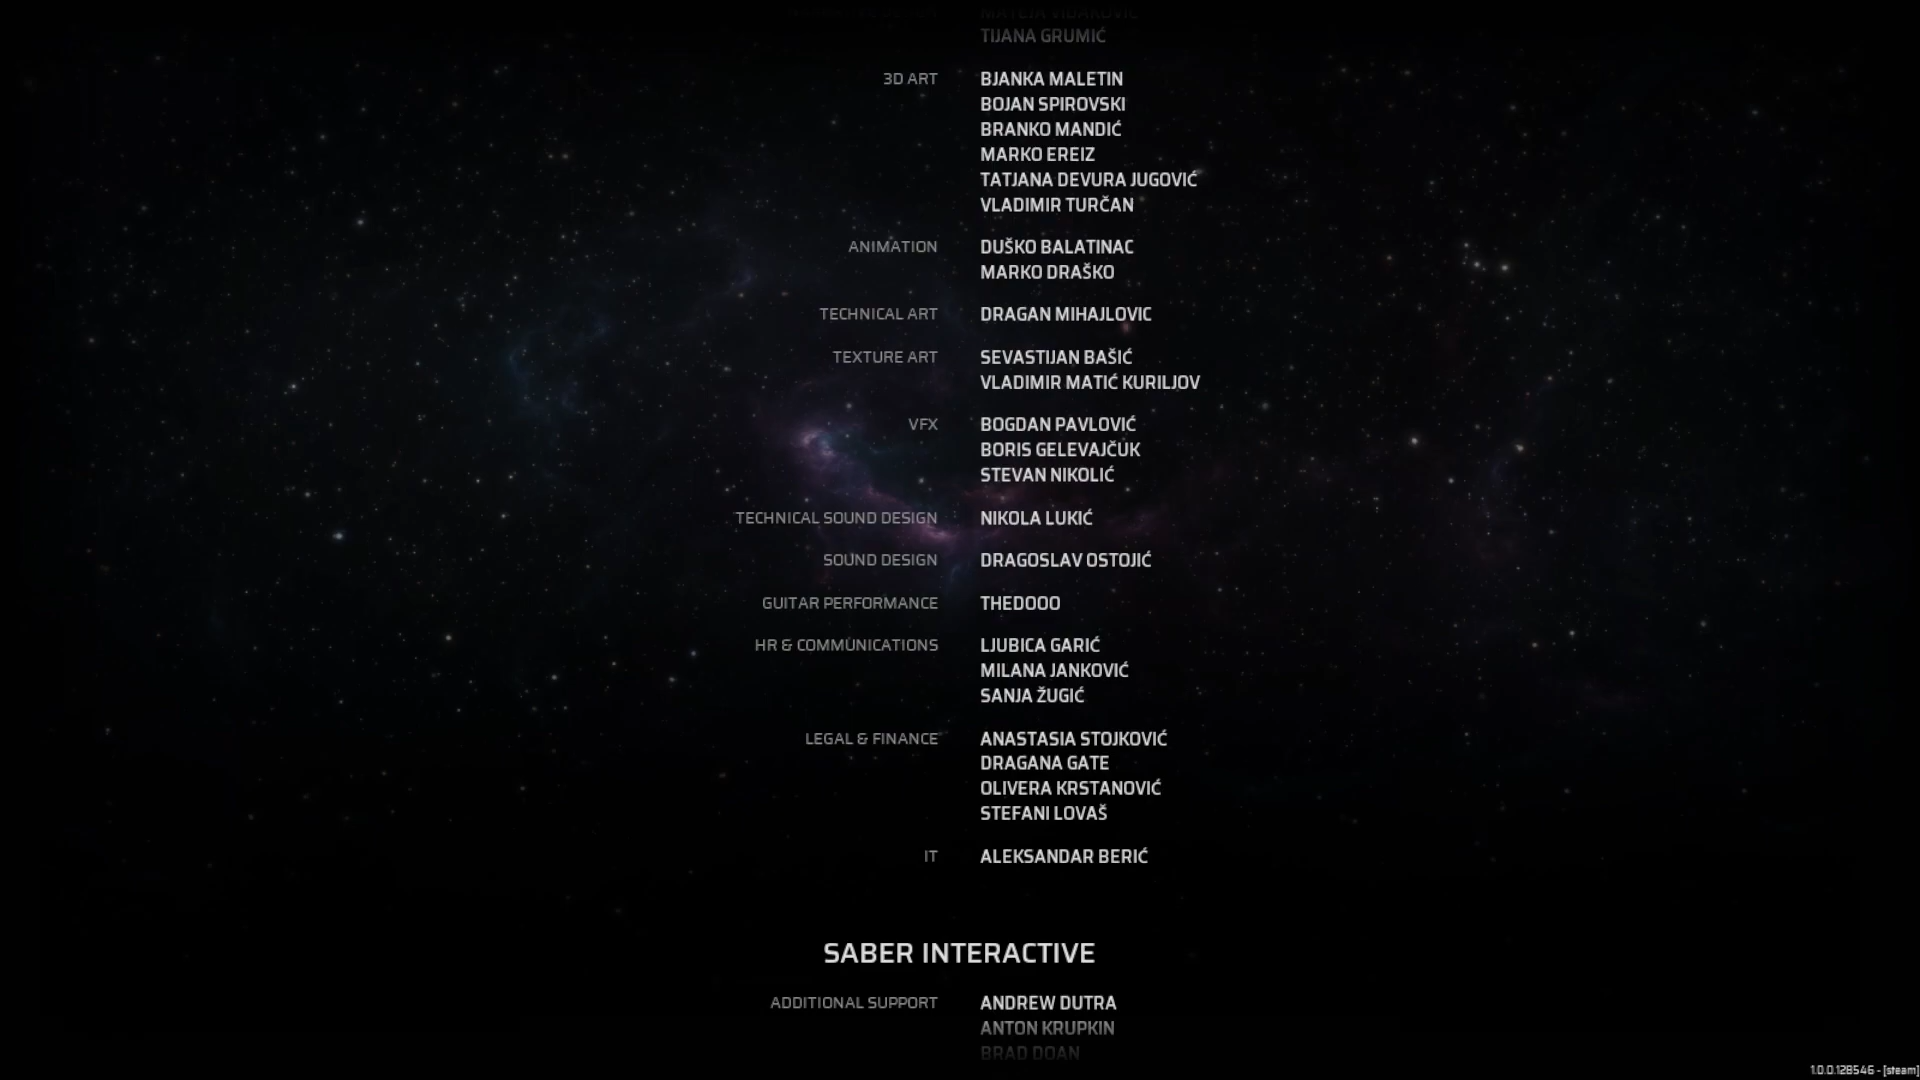 TIJANA GRUMIĆ
3D ART BJANKA MALETIN
BOJAN SPIROVSKI
BRANKO MANDIĆ
MARKO EREIZ
TATJANA DEVURA JUGOVIĆ
VLADIMIR TURČAN
ANIMATION DUŠKO BALATINAC
MARKO DRAŠKO
TECHNICAL ART DRAGAN MIHAJLOVIC
TEXTURE ART SEVASTIJAN BAŠIĆ
VLADIMIR MATIĆ KURILJOV
VFX BOGDAN PAVLOVIĆ
BORIS GELEVAJČUK
STEVAN NIKOLIĆ
TECHNICAL SOUND DESIGN NIKOLA LUKIĆ
SOUND DESIGN DRAGOSLAV OSTOJIĆ
GUITAR PERFORMANCE THEDOOO
HR & COMMUNICATIONS LJUBICA GARIĆ
MILANA JANKOVIĆ
SANJA ŽUGIĆ
LEGAL & FINANCE ANASTASIA STOJKOVIĆ
DRAGANA GATE
OLIVERA KRSTANOVIĆ
STEFANI LOVAŠ
IT ALEKSANDAR BERIĆ
SABER INTERACTIVE
ADDITIONAL SUPPORT ANDREW DUTRA
ANTON KRUPKIN
BRAD DOAN
1.0.0.128546 - [steam]